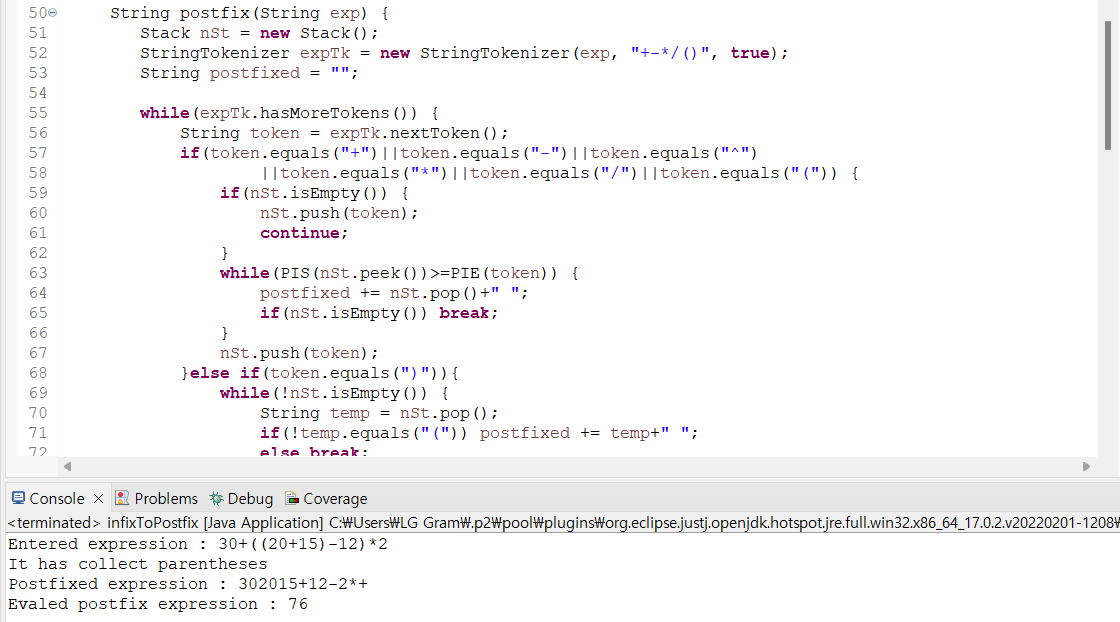 50 String postfix(String exp) {
51 Stack nSt = new Stack();
52 StringTokenizer expTk = new StringTokenizer(exp, "+-*/()", true);
53 String postfixed = "";
54
55 while(expTk.hasMoreTokens()) {
56 String token = expTk.nextToken();
57 if(token.equals("+")||token.equals("-")||token.equals("^")
58 ||token.equals("*")||token.equals("/")||token.equals("(")) {
59 if(nSt.isEmpty()) {
60 nSt.push(token);
61 continue;
62 }
63 while(PIS(nSt.peek())>=PIE(token)) {
64 postfixed += nSt.pop()+" ";
65 if(nSt.isEmpty()) break;
66 }
67 nSt.push(token);
68 }else if(token.equals(")")){
69 while(!nSt.isEmpty()) {
70 String temp = nSt.pop();
71 if(!temp.equals("(")) postfixed += temp+" ";
72 else break;
Console Problems Debug Coverage
<terminated> infixToPostfix [Java Application] C:₩Users₩LG Gram₩.p2₩pool₩plugins₩org.eclipse.justj.openjdk.hotspot.jre.full.win32.x86_64_17.0.2.v20220201-1208₩
Entered expression : 30+((20+15)-12)*2
It has collect parentheses
Postfixed expression : 302015+12-2*+
Evaled postfix expression : 76